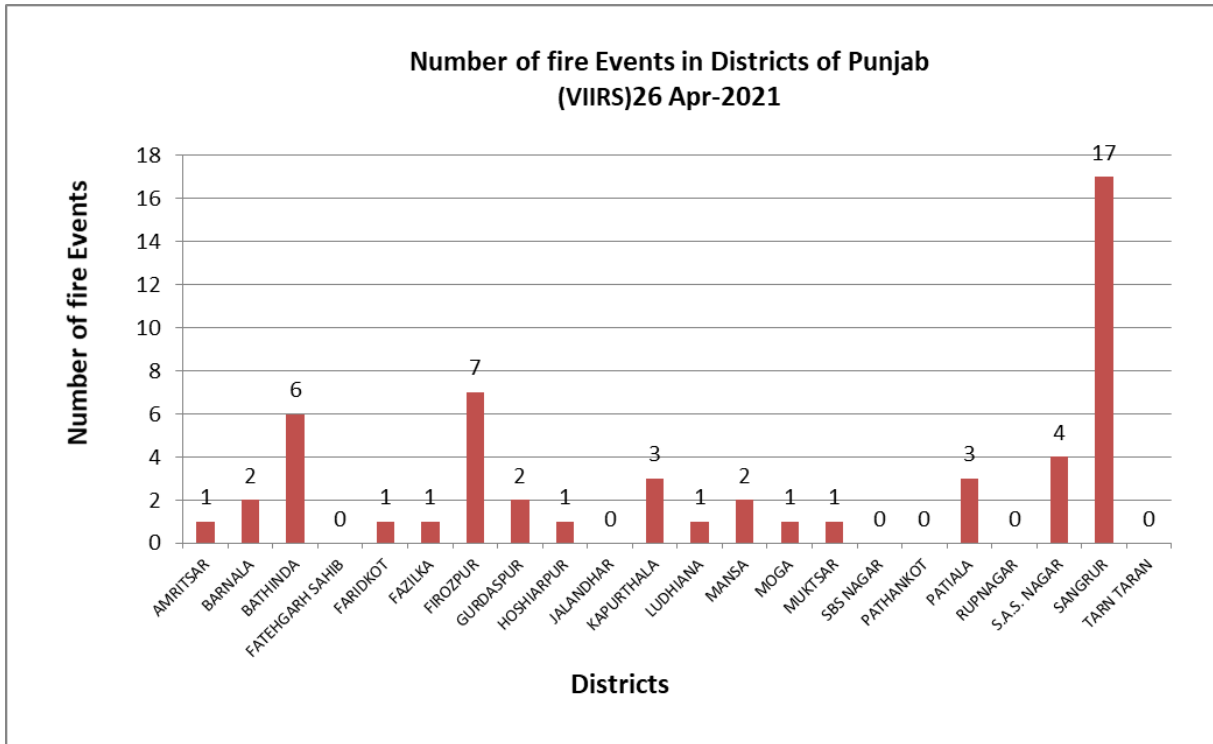 Number of fire Events in Districts of Punjab
(VIIRS)26 Apr-2021
Number of fire Events
18
16
14
12
10
8
6
4
2
0
1
2
6
0
1
1
7
2
1
0
3
1
2
1
1
0
0
3
0
4
17
0
AMRITSAR
BARNALA
BATHINDA
FATEHGARH SAHIB
FARIDKOT
FAZILKA
FIROZPUR
GURDASPUR
HOSHIARPUR
JALANDHAR
KAPURTHALA
LUDHIANA
MANSA
MOGA
MUKTSAR
SBS NAGAR
PATHANKOT
PATIALA
RUPNAGAR
S.A.S. NAGAR
SANGRUR
TARN TARAN
Districts